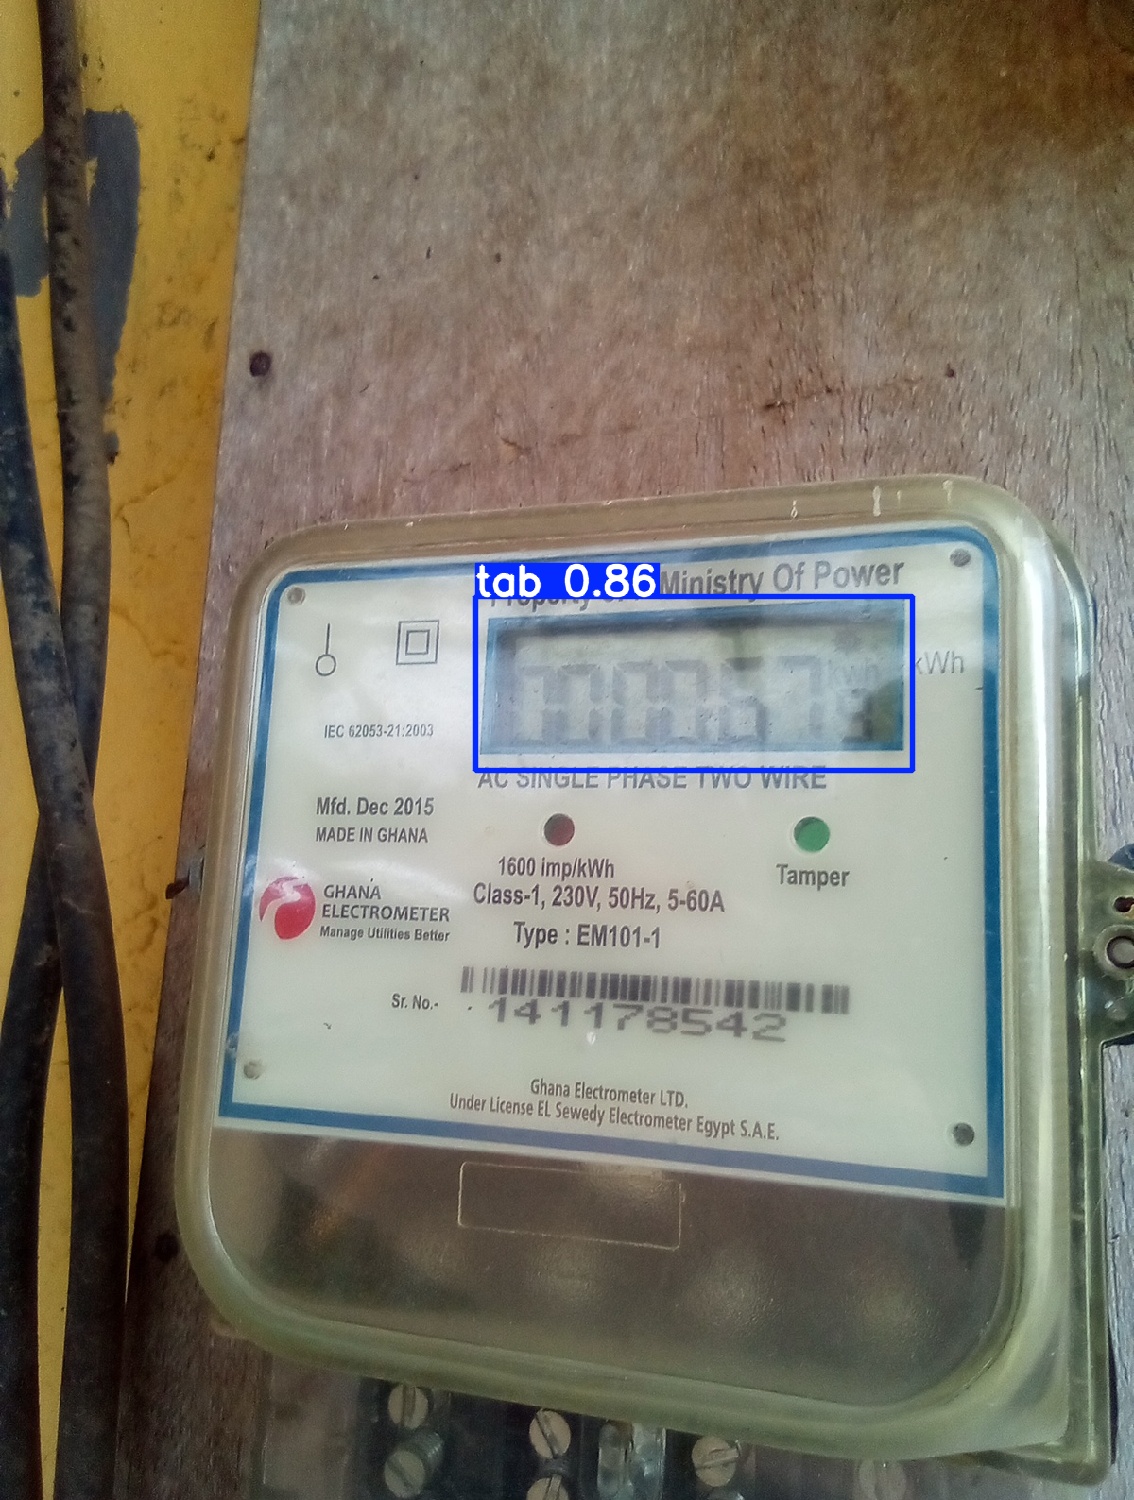 tab 0.86
Property Ministry Of Power
kWh kWh
AC SINGLE PHASE TWO WIRE
IEC 62053-21:2003
Mfd. Dec 2015
MADE IN GHANA
1600 imp/kWh
Tamper
Class-1, 230V, 50Hz, 5-60A
Type : EM101-1
GHANA
ELECTROMETER
Manage Utilities Better
Sr. No.-
141178542
Ghana Electrometer LTD.
Under License EL Sewedy Electrometer Egypt S.A.E.